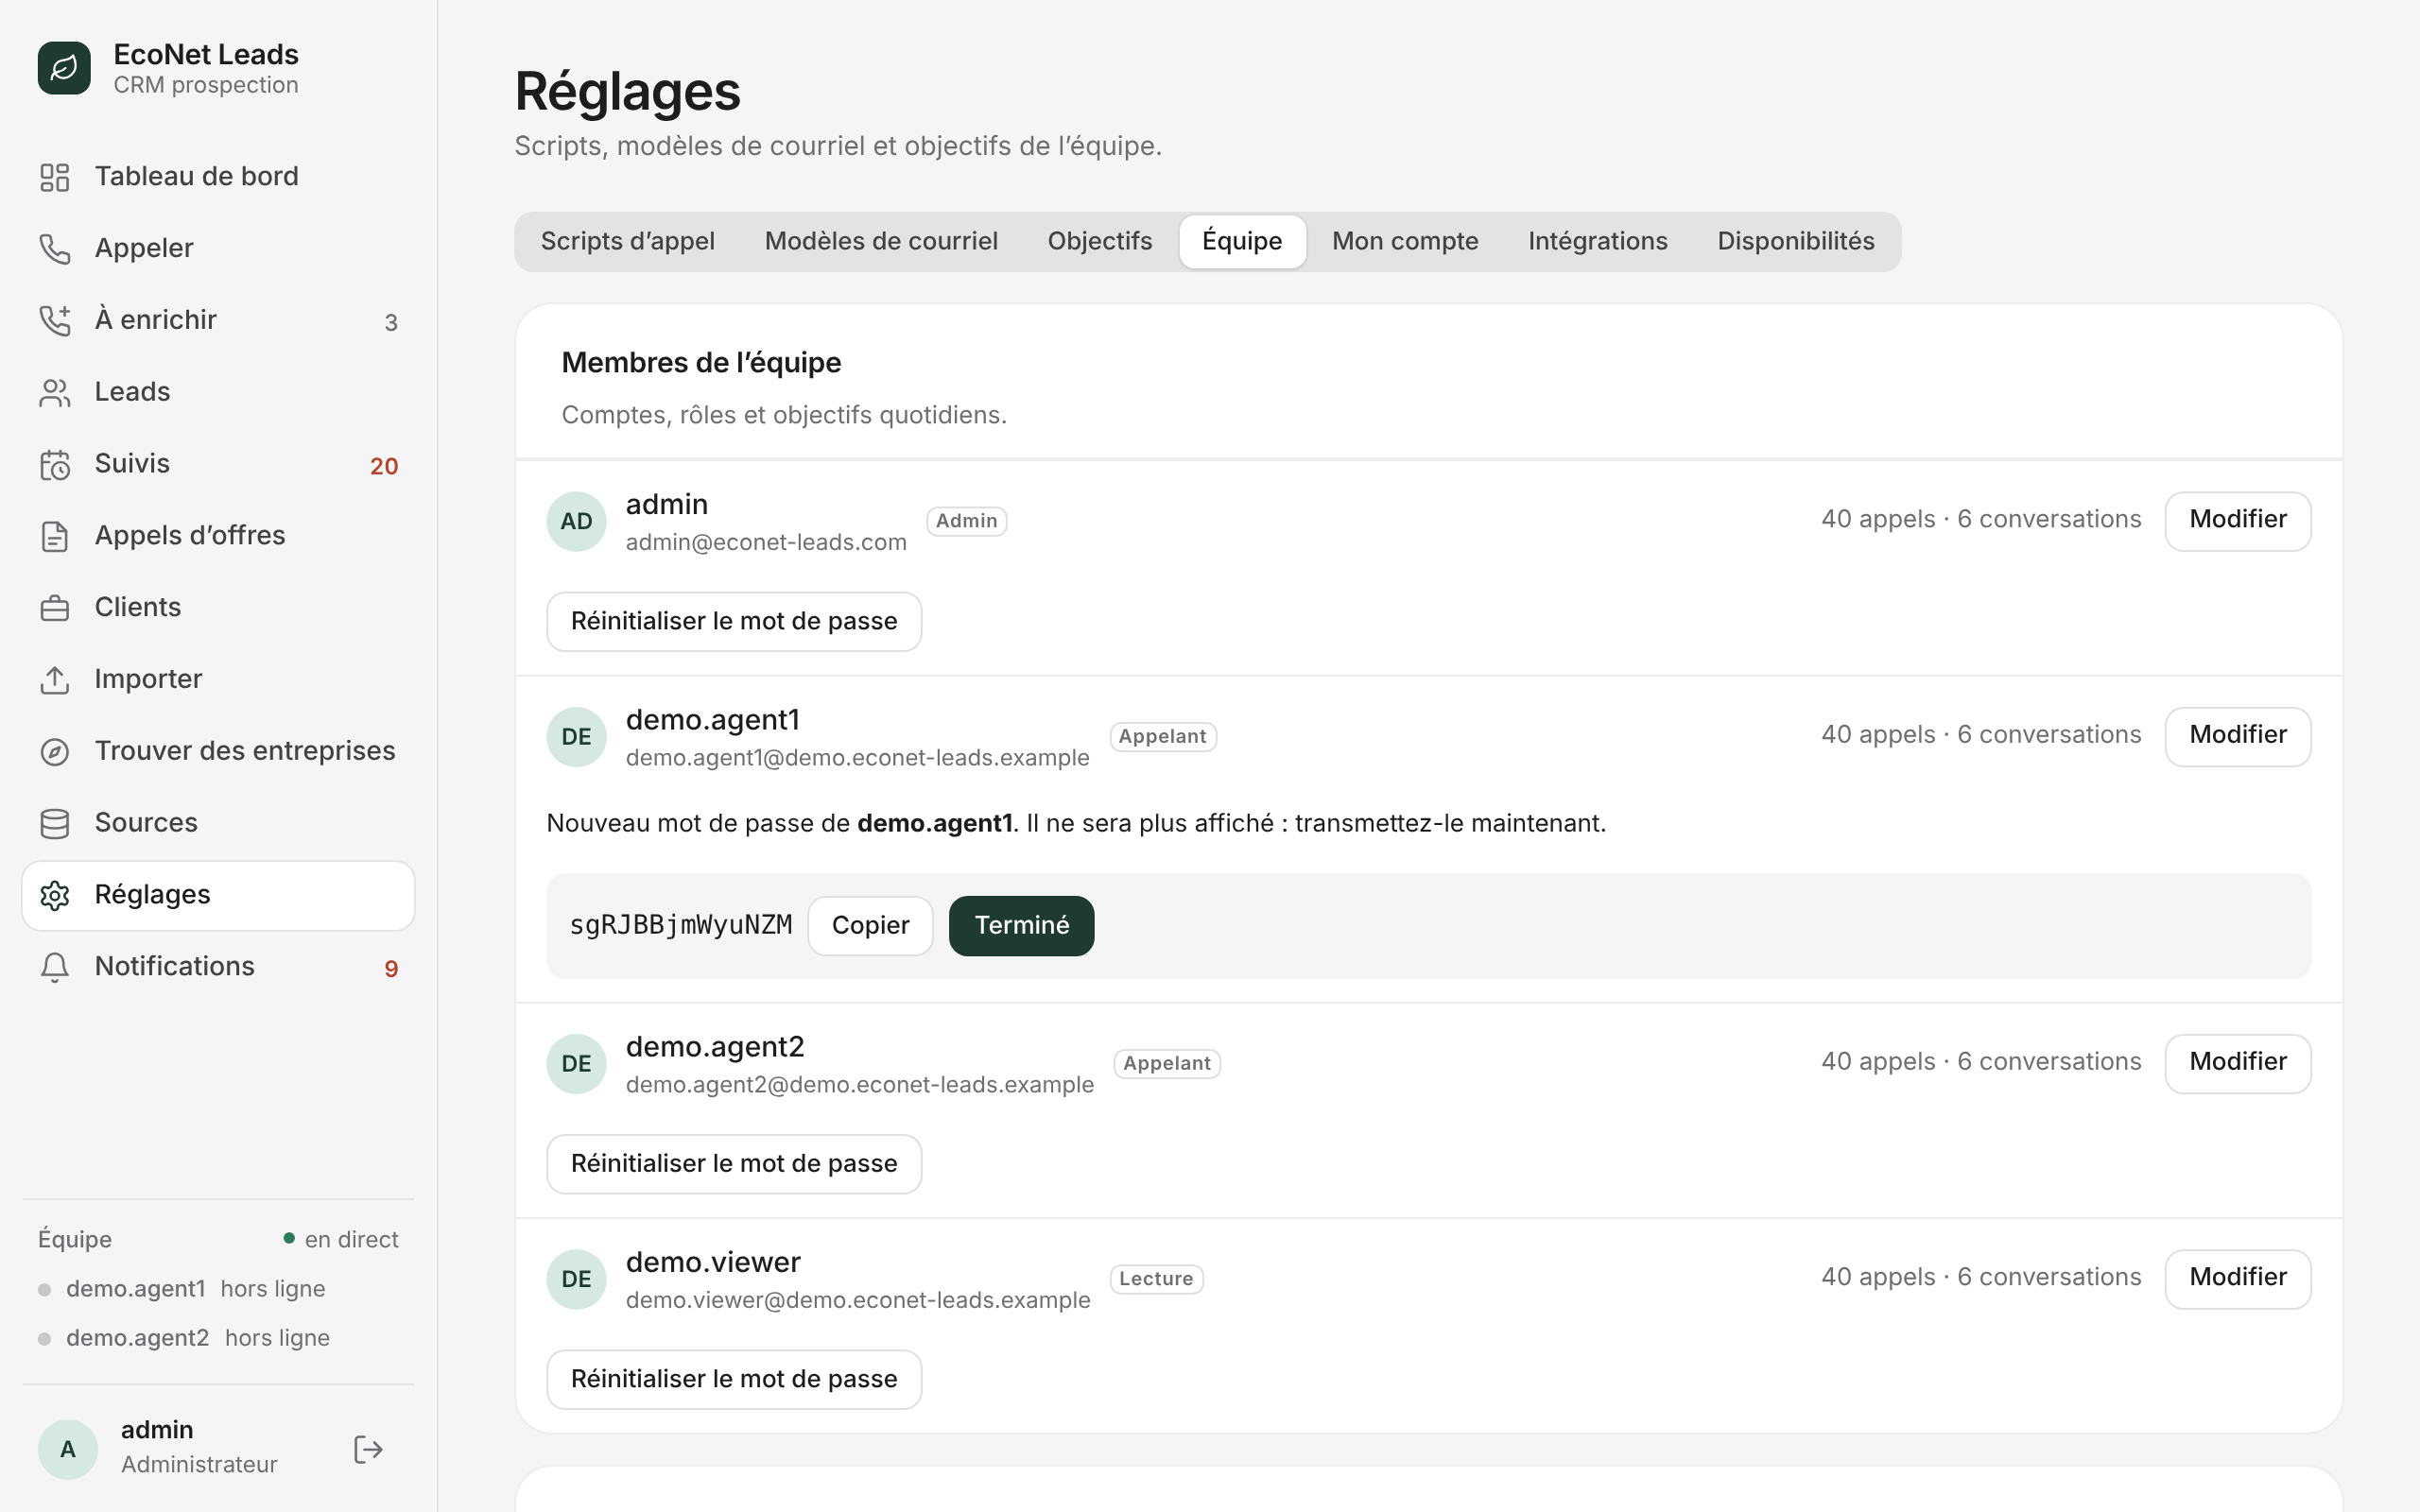 EcoNet Leads
CRM prospection
Tableau de bord
Appeler
À enrichir 3
Leads
Suivis 20
Appels d’offres
Clients
Importer
Trouver des entreprises
Sources
Réglages
Notifications 9
Équipe en direct
demo.agent1 hors ligne
demo.agent2 hors ligne
A
admin
Administrateur
Réglages
Scripts, modèles de courriel et objectifs de l’équipe.
Scripts d’appel Modèles de courriel Objectifs Équipe Mon compte Intégrations Disponibilités
Membres de l’équipe
Comptes, rôles et objectifs quotidiens.
AD
admin
admin@econet-leads.com
Admin
40 appels · 6 conversations
Modifier
Réinitialiser le mot de passe
DE
demo.agent1
demo.agent1@demo.econet-leads.example
Appelant
40 appels · 6 conversations
Modifier
Nouveau mot de passe de demo.agent1. Il ne sera plus affiché : transmettez-le maintenant.
sgRJBBjmWyuNZM Copier Terminé
DE
demo.agent2
demo.agent2@demo.econet-leads.example
Appelant
40 appels · 6 conversations
Modifier
Réinitialiser le mot de passe
DE
demo.viewer
demo.viewer@demo.econet-leads.example
Lecture
40 appels · 6 conversations
Modifier
Réinitialiser le mot de passe